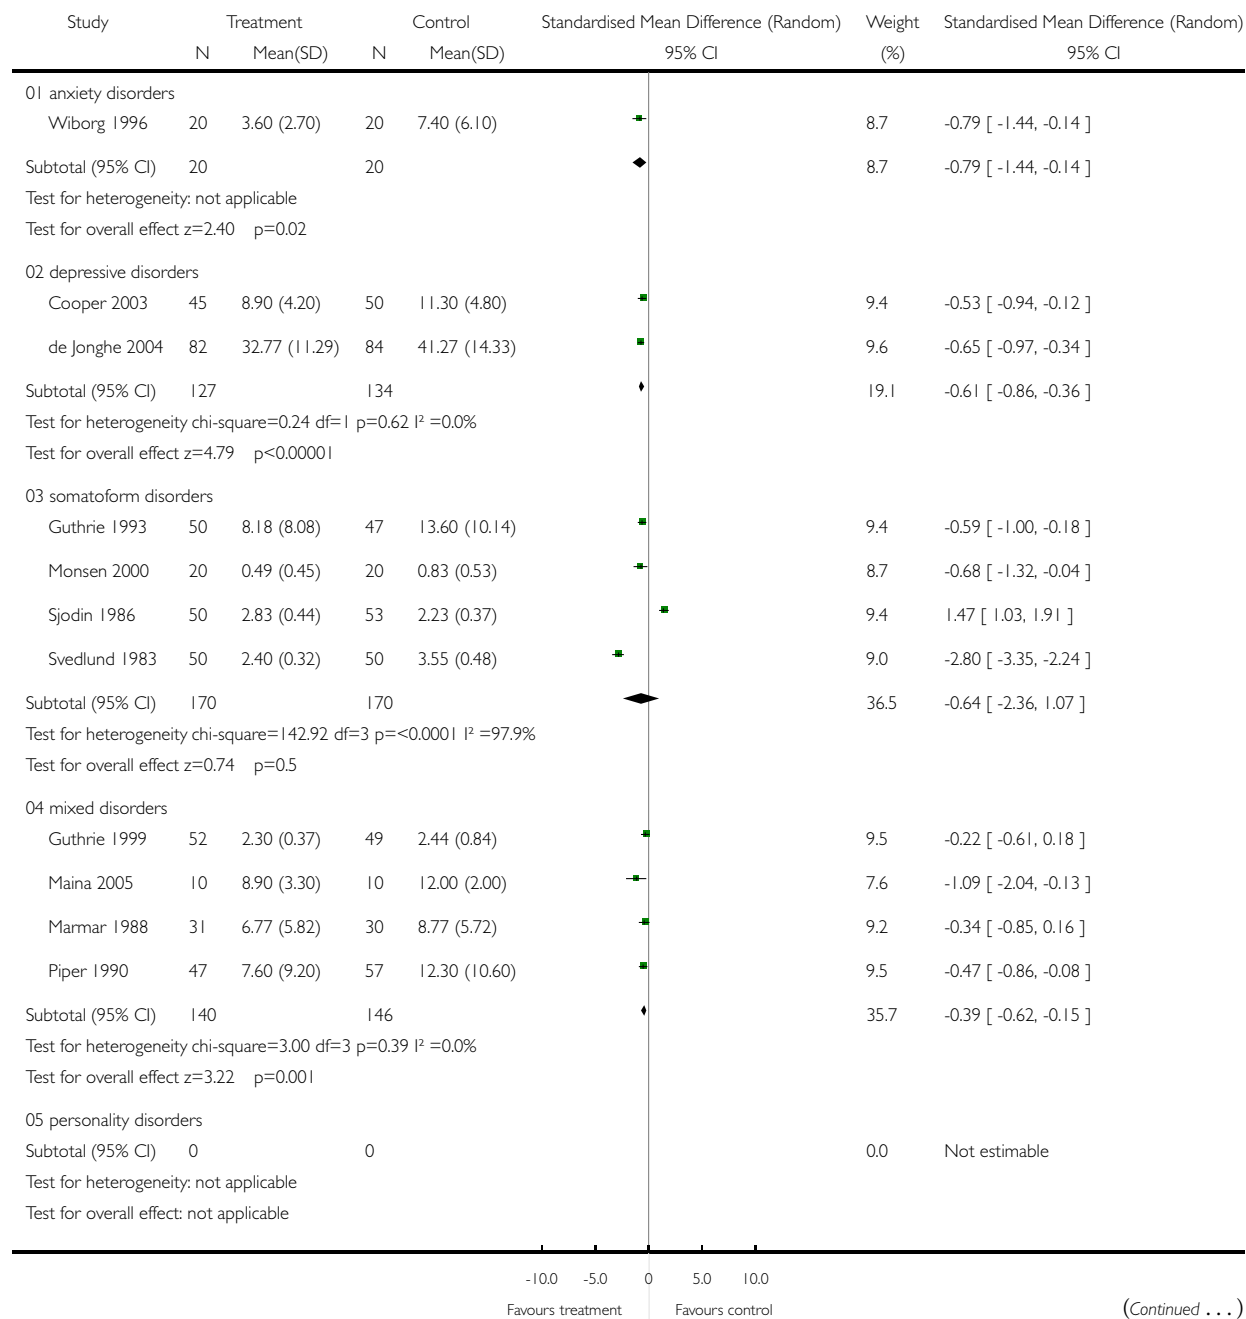 Study Treatment Control Standardised Mean Difference (Random) Weight Standardised Mean Difference (Random)
N Mean(SD) N Mean(SD) 95% CI (%) 95% CI
01 anxiety disorders
Wiborg 1996 20 3.60 (2.70) 20 7.40 (6.10) 8.7 -0.79 [ -1.44, -0.14 ]
Subtotal (95% CI) 20 20 8.7 -0.79 [ -1.44, -0.14 ]
Test for heterogeneity: not applicable
Test for overall effect z=2.40 p=0.02
02 depressive disorders
Cooper 2003 45 8.90 (4.20) 50 11.30 (4.80) 9.4 -0.53 [ -0.94, -0.12 ]
de Jonghe 2004 82 32.77 (11.29) 84 41.27 (14.33) 9.6 -0.65 [ -0.97, -0.34 ]
Subtotal (95% CI) 127 134 19.1 -0.61 [ -0.86, -0.36 ]
Test for heterogeneity chi-square=0.24 df=1 p=0.62 I² =0.0%
Test for overall effect z=4.79 p<0.00001
03 somatoform disorders
Guthrie 1993 50 8.18 (8.08) 47 13.60 (10.14) 9.4 -0.59 [ -1.00, -0.18 ]
Monsen 2000 20 0.49 (0.45) 20 0.83 (0.53) 8.7 -0.68 [ -1.32, -0.04 ]
Sjodin 1986 50 2.83 (0.44) 53 2.23 (0.37) 9.4 1.47 [ 1.03, 1.91 ]
Svedlund 1983 50 2.40 (0.32) 50 3.55 (0.48) 9.0 -2.80 [ -3.35, -2.24 ]
Subtotal (95% CI) 170 170 36.5 -0.64 [ -2.36, 1.07 ]
Test for heterogeneity chi-square=142.92 df=3 p=<0.0001 I² =97.9%
Test for overall effect z=0.74 p=0.5
04 mixed disorders
Guthrie 1999 52 2.30 (0.37) 49 2.44 (0.84) 9.5 -0.22 [ -0.61, 0.18 ]
Maina 2005 10 8.90 (3.30) 10 12.00 (2.00) 7.6 -1.09 [ -2.04, -0.13 ]
Marmar 1988 31 6.77 (5.82) 30 8.77 (5.72) 9.2 -0.34 [ -0.85, 0.16 ]
Piper 1990 47 7.60 (9.20) 57 12.30 (10.60) 9.5 -0.47 [ -0.86, -0.08 ]
Subtotal (95% CI) 140 146 35.7 -0.39 [ -0.62, -0.15 ]
Test for heterogeneity chi-square=3.00 df=3 p=0.39 I² =0.0%
Test for overall effect z=3.22 p=0.001
05 personality disorders
Subtotal (95% CI) 0 0 0.0 Not estimable
Test for heterogeneity: not applicable
Test for overall effect: not applicable
-10.0 -5.0 0 5.0 10.0
Favours treatment Favours control (Continued . . . )